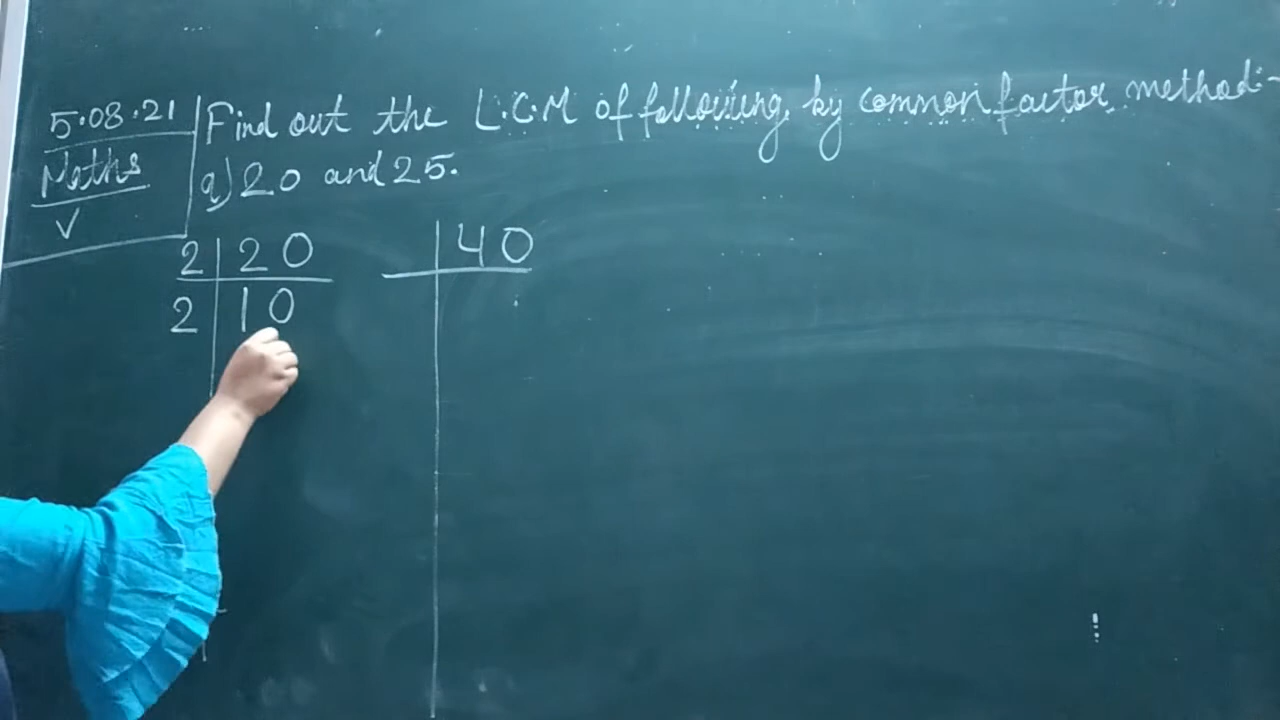 5.08.21
Maths
Find out the L.C.M of following by common factor method:-
a) 20 and 25.
2 | 20
2 | 10
40